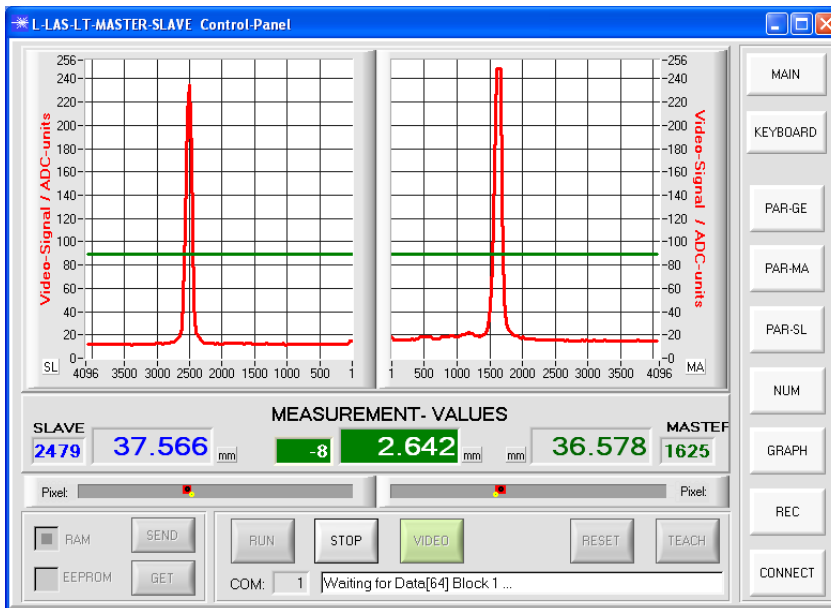 L-LAS-LT-MASTER-SLAVE Control-Panel
256
240
220
200
180
160
140
120
100
80
60
40
20
0
Video-Signal / ADC-units
SL
4096 3500 3000 2500 2000 1500 1000 500 1
256
240
220
200
180
160
140
120
100
80
60
40
20
0
Video-Signal / ADC-units
1 500 1000 1500 2000 2500 3000 3500 4096
MA
MEASUREMENT- VALUES
SLAVE
2479
37.566 mm
-8
2.642 mm
mm 36.578
MASTER
1625
Pixel:
Pixel:
RAM
SEND
EEPROM
GET
RUN
STOP
VIDEO
RESET
TEACH
COM: 1 Waiting for Data[64] Block 1 ...
MAIN
KEYBOARD
PAR-GE
PAR-MA
PAR-SL
NUM
GRAPH
REC
CONNECT